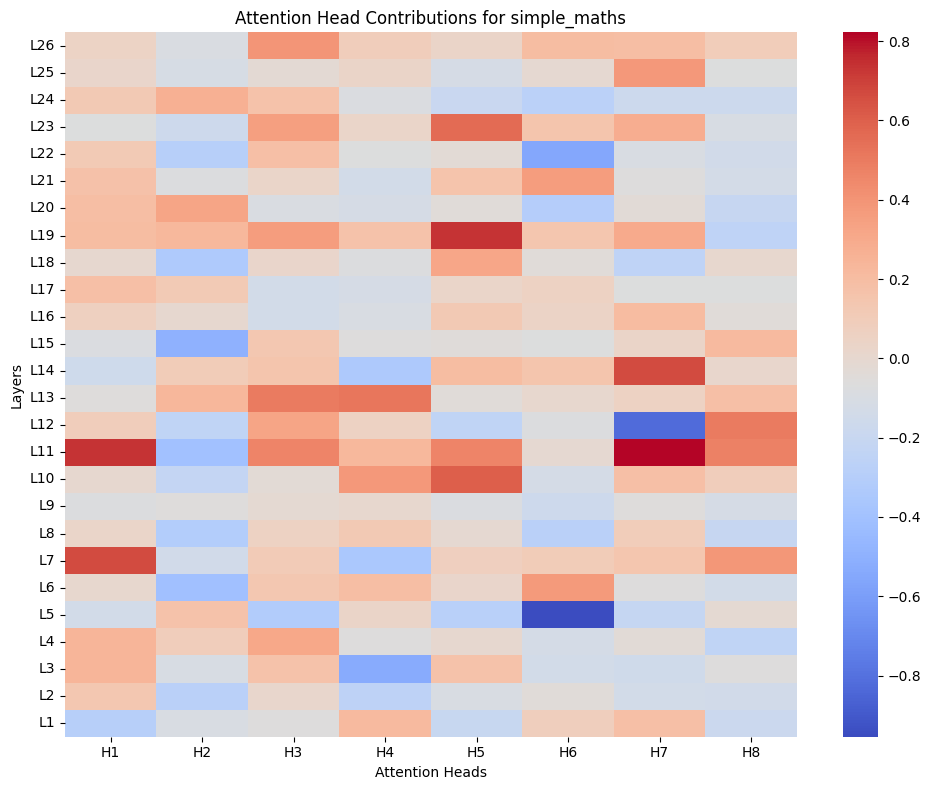 Attention Head Contributions for simple_maths
Layers
L26
L25
L24
L23
L22
L21
L20
L19
L18
L17
L16
L15
L14
L13
L12
L11
L10
L9
L8
L7
L6
L5
L4
L3
L2
L1
H1 H2 H3 H4 H5 H6 H7 H8
Attention Heads
0.8
0.6
0.4
0.2
0.0
−0.2
−0.4
−0.6
−0.8